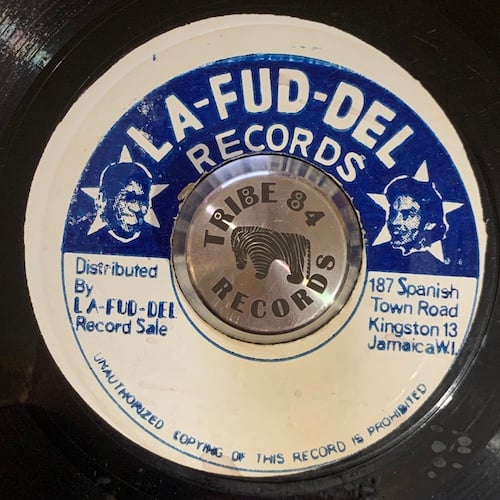 LA-FUD-DEL
RECORDS
TRIBE 84
RECORDS
Distributed
By
LA-FUD-DEL
Record Sale
187 Spanish
Town Road
Kingston 13
Jamaica W.I.
UNAUTHORIZED COPYING OF THIS RECORD IS PROHIBITED